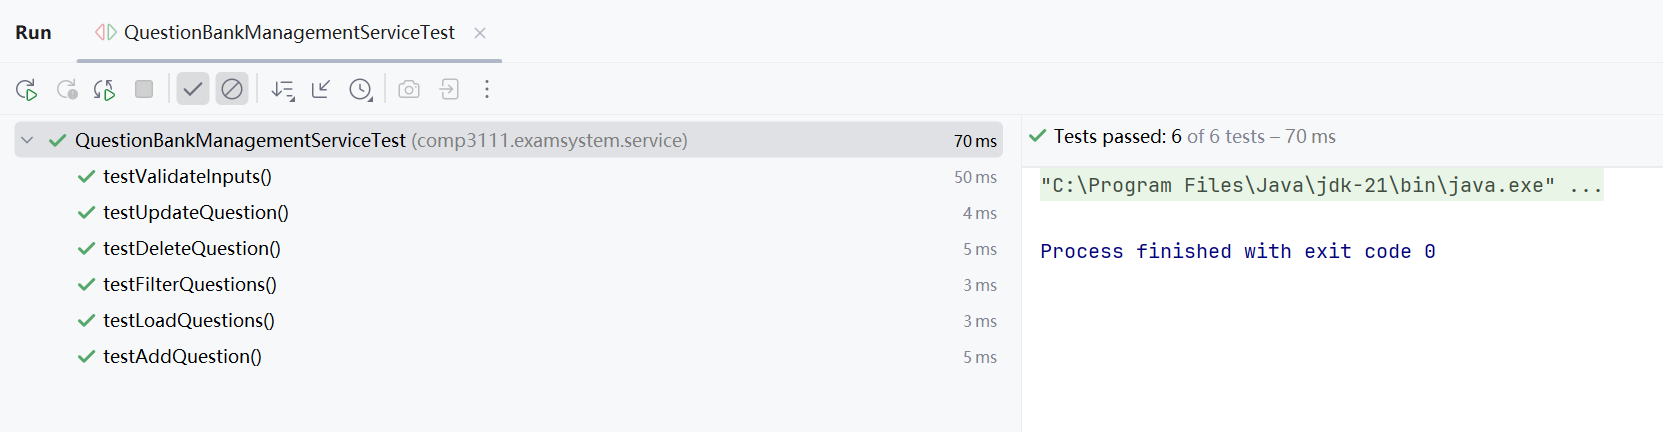 Run QuestionBankManagementServiceTest
QuestionBankManagementServiceTest (comp3111.examsystem.service) 70 ms
testValidateInputs() 50 ms
testUpdateQuestion() 4 ms
testDeleteQuestion() 5 ms
testFilterQuestions() 3 ms
testLoadQuestions() 3 ms
testAddQuestion() 5 ms
Tests passed: 6 of 6 tests – 70 ms
"C:\Program Files\Java\jdk-21\bin\java.exe" ...
Process finished with exit code 0